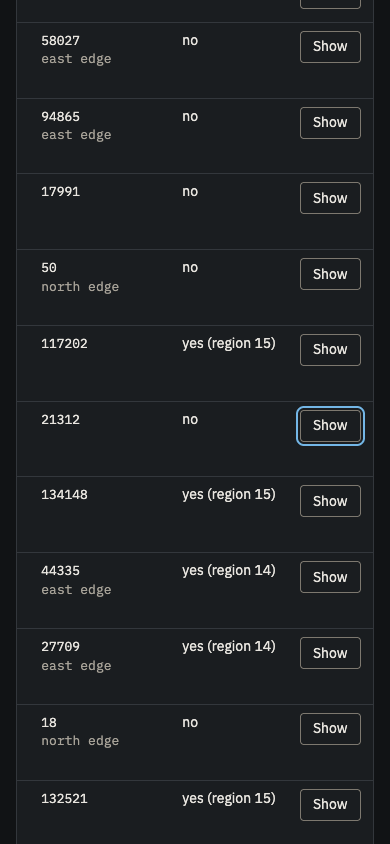 58027 no Show
east edge
94865 no Show
east edge
17991 no Show
50 no Show
north edge
117202 yes (region 15) Show
21312 no Show
134148 yes (region 15) Show
44335 yes (region 14) Show
east edge
27709 yes (region 14) Show
east edge
18 no Show
north edge
132521 yes (region 15) Show